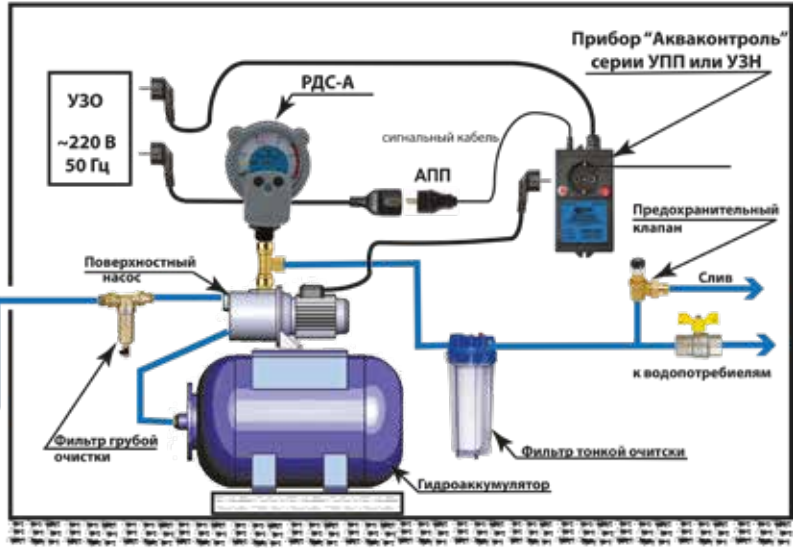 Прибор “Акваконтроль”
серии УПП или УЗН
РДС-А
УЗО
~220 В
50 Гц
сигнальный кабель
АПП
Предохранительный
клапан
Поверхностный
насос
Слив
к водопотребиелям
Фильтр грубой
очистки
Фильтр тонкой очитски
Гидроаккумулятор